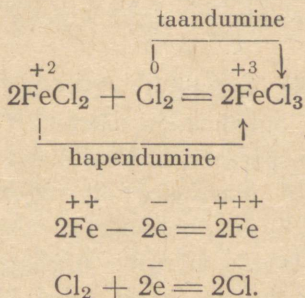 taandumine
+2 0 +3
2FeCl₂ + Cl₂ = 2FeCl₃
hapendumine
++ − +++
2Fe − 2e = 2Fe
− −
Cl₂ + 2e = 2Cl.